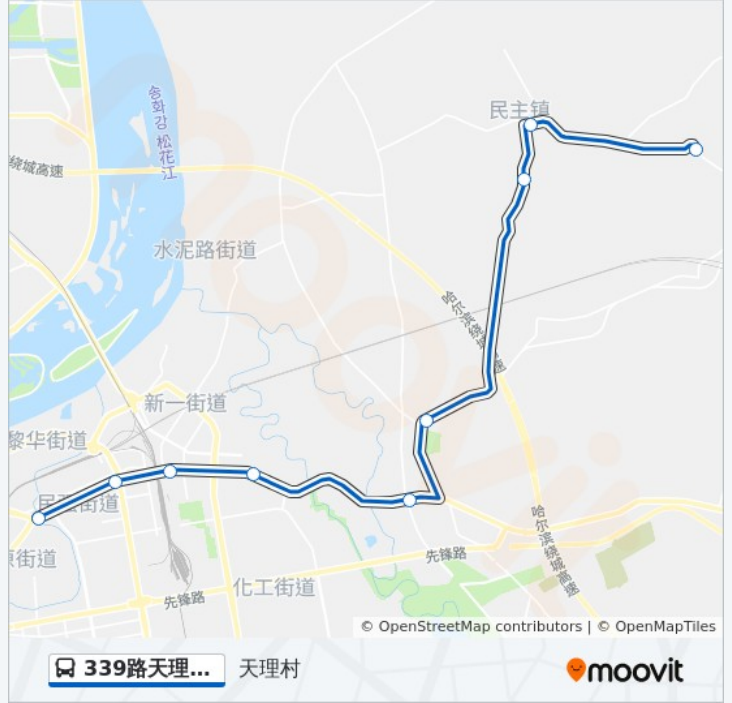 民主镇
송화강 松花江
绕城高速
水泥路街道
哈尔滨绕城高速
新一街道
黎华街道
民强街道
原街道
哈尔滨绕城高速
先锋路
化工街道
先锋路
© OpenStreetMap contributors | © OpenMapTiles
339路天理... 天理村
moovit
moovit